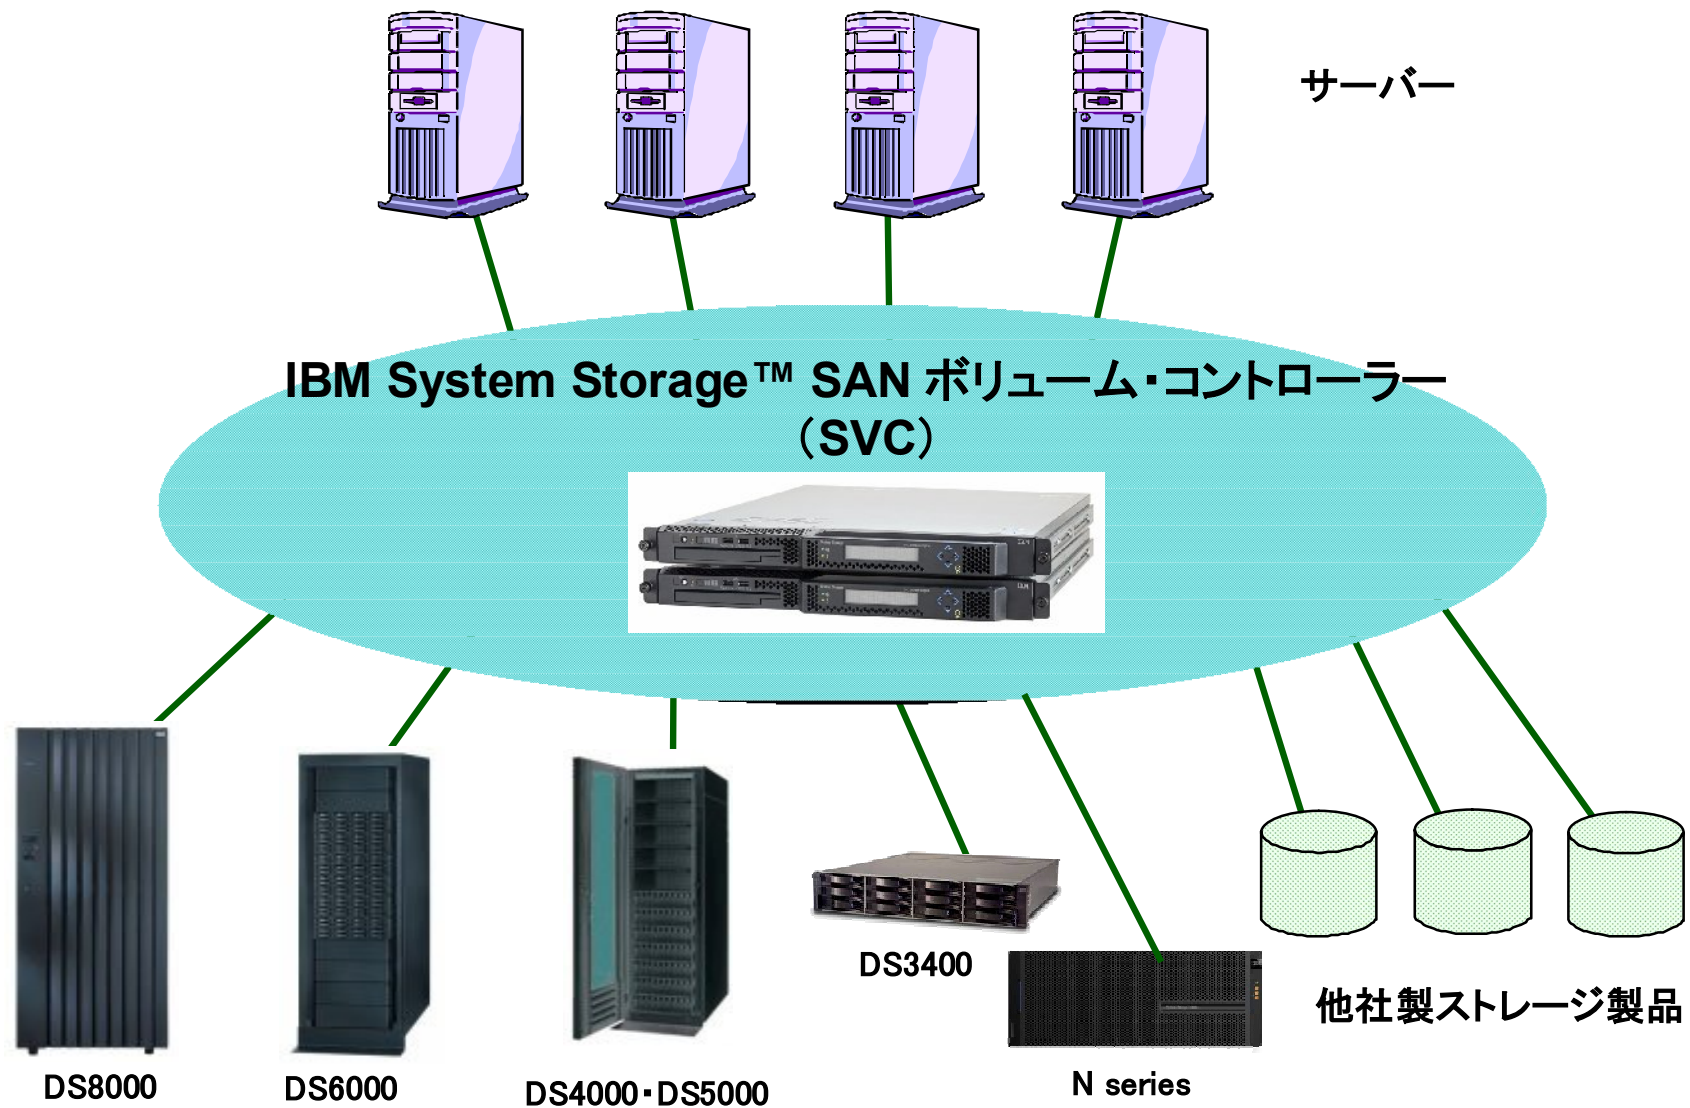 サーバー
IBM System Storage™ SAN ボリューム・コントローラー
（SVC）
DS3400
他社製ストレージ製品
DS8000
DS6000
DS4000・DS5000
N series